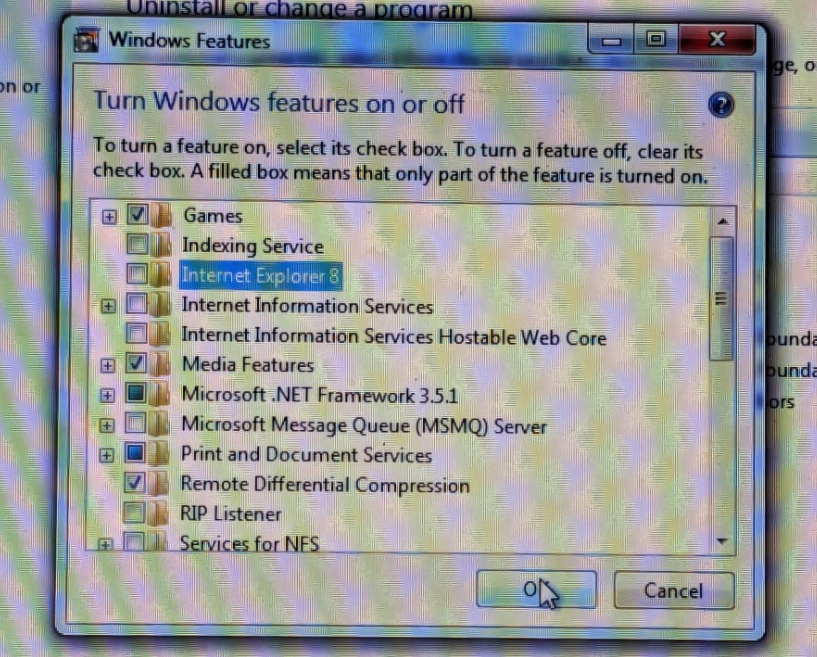 Uninstall or change a program
Windows Features
on or
ge, o
Turn Windows features on or off
To turn a feature on, select its check box. To turn a feature off, clear its
check box. A filled box means that only part of the feature is turned on.
Games
Indexing Service
Internet Explorer 8
Internet Information Services
Internet Information Services Hostable Web Core
ounda
Media Features
ounda
Microsoft .NET Framework 3.5.1
ors
Microsoft Message Queue (MSMQ) Server
Print and Document Services
Remote Differential Compression
RIP Listener
Services for NFS
O
Cancel